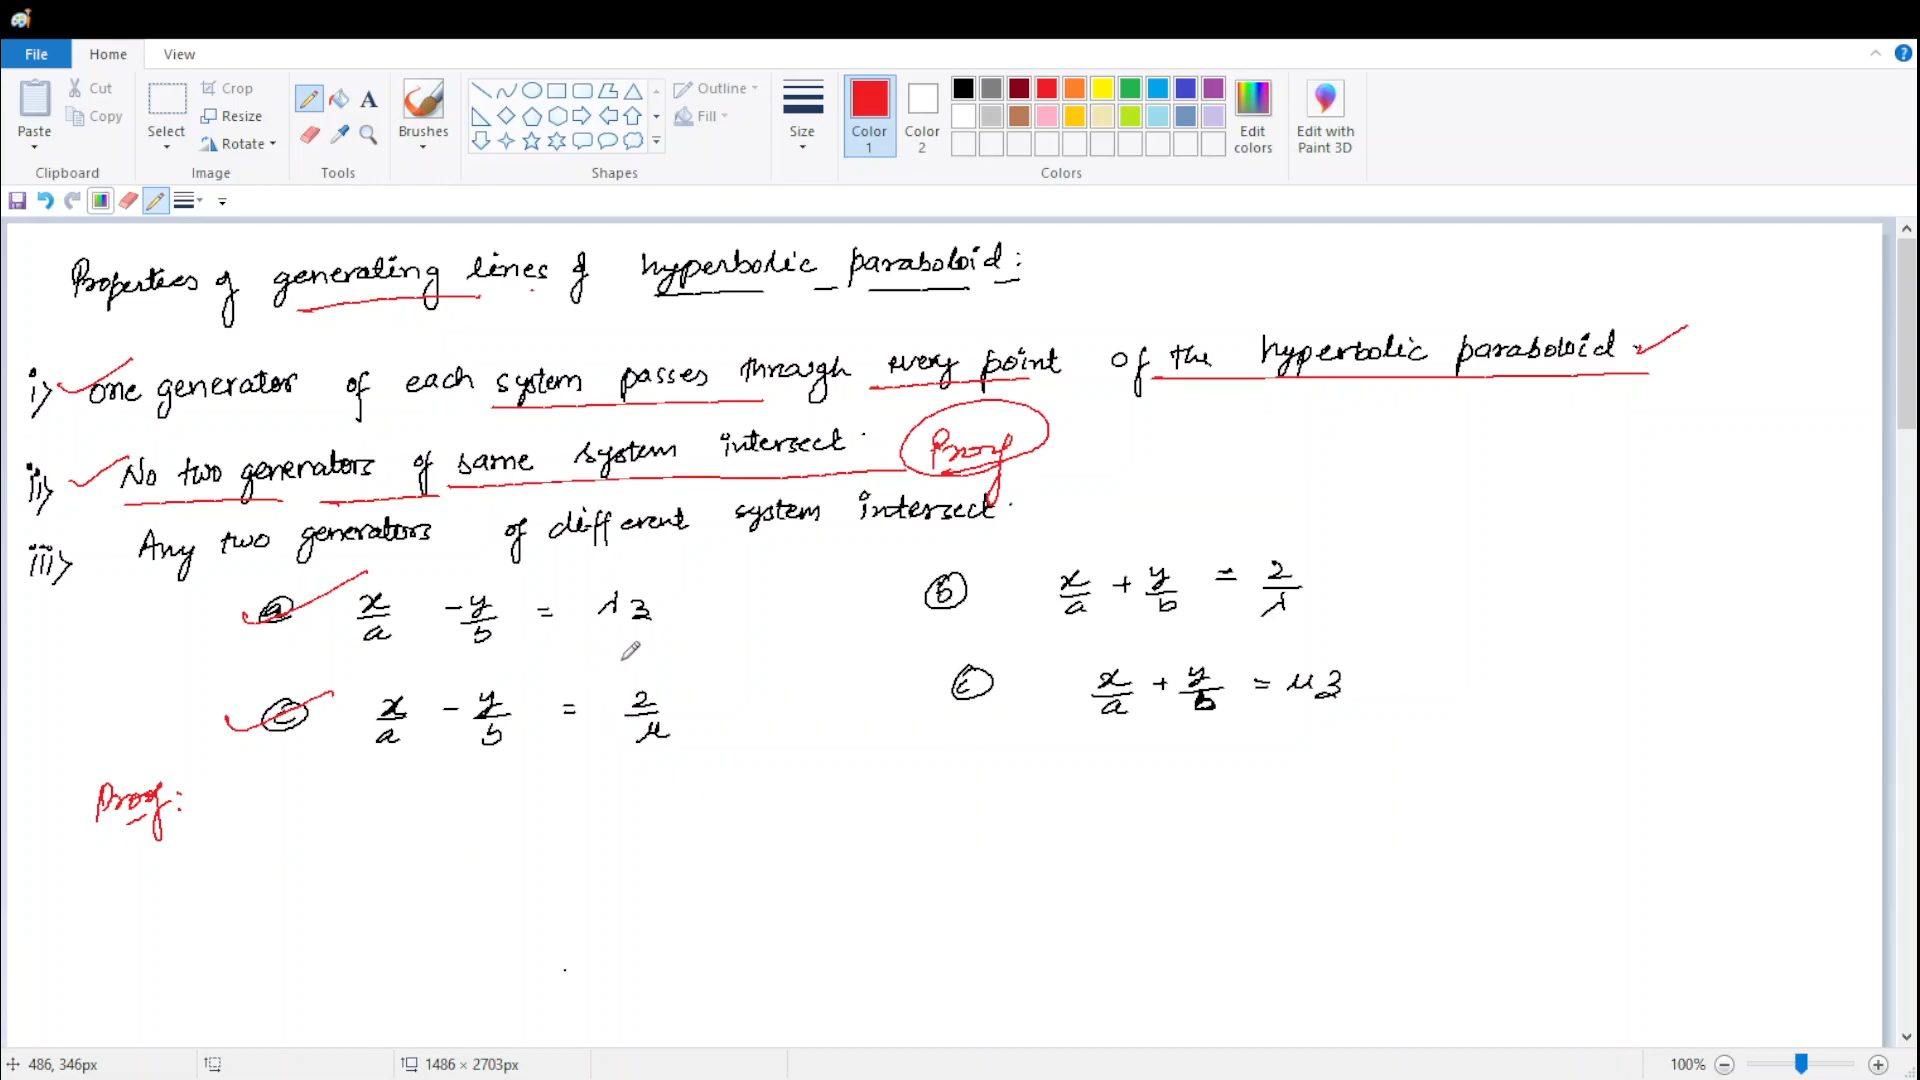 File Home View
Paste Cut Copy Select Crop Resize Rotate A Brushes Outline Fill Size Color 1 Color 2 Edit colors Edit with Paint 3D
Clipboard Image Tools Shapes Colors
Properties of generating lines of hyperbolic paraboloid :
i) One generator of each system passes through every point of the hyperbolic paraboloid.
ii) No two generators of same system intersect. Proof
iii) Any two generators of different system intersect.
(a) x/a - y/b = λz (b) x/a + y/b = 2/λ
(c) x/a - y/b = 2/μ x/a + y/b = μz
Proof :
486, 346px 1486 × 2703px 100%